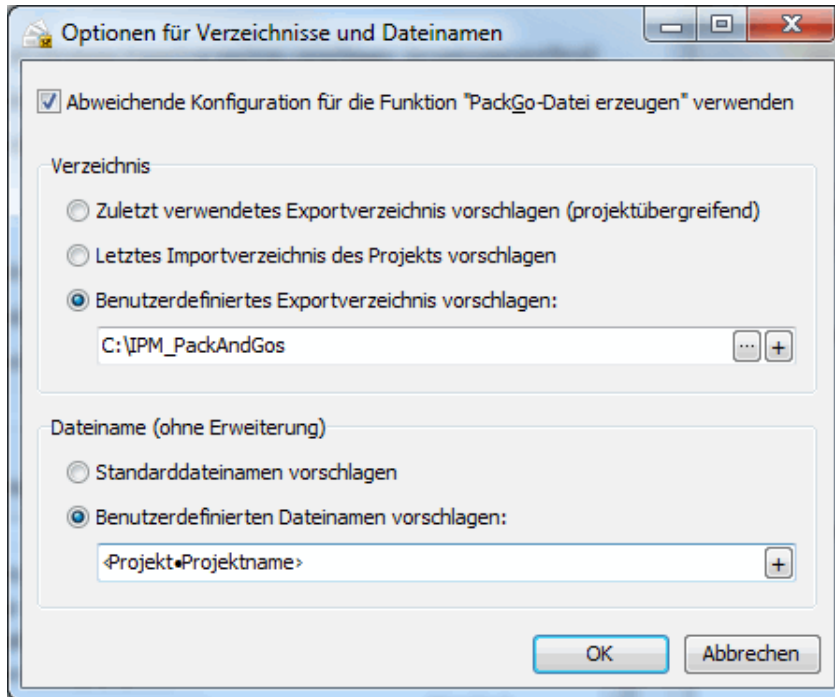 Optionen für Verzeichnisse und Dateinamen
Abweichende Konfiguration für die Funktion "PackGo-Datei erzeugen" verwenden
Verzeichnis
Zuletzt verwendetes Exportverzeichnis vorschlagen (projektübergreifend)
Letztes Importverzeichnis des Projekts vorschlagen
Benutzerdefiniertes Exportverzeichnis vorschlagen:
C:\IPM_PackAndGos ... +
Dateiname (ohne Erweiterung)
Standarddateinamen vorschlagen
Benutzerdefinierten Dateinamen vorschlagen:
‹Projekt•Projektname› +
OK Abbrechen